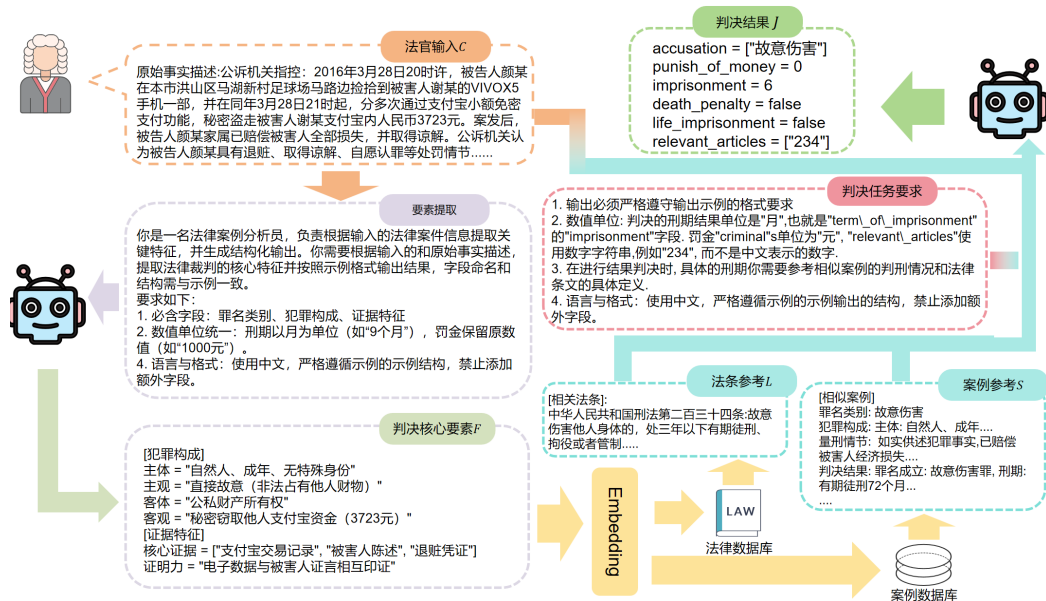 法官输入C
原始事实描述:公诉机关指控：2016年3月28日20时许，被告人颜某
在本市洪山区马湖新村足球场马路边捡拾到被害人谢某的VIVOX5
手机一部，并在同年3月28日21时起，分多次通过支付宝小额免密
支付功能，秘密盗走被害人谢某支付宝内人民币3723元。案发后，
被告人颜某家属已赔偿被害人全部损失，并取得谅解。公诉机关认
为被告人颜某具有退赃、取得谅解、自愿认罪等处罚情节......
判决结果J
accusation = ["故意伤害"]
punish_of_money = 0
imprisonment = 6
death_penalty = false
life_imprisonment = false
relevant_articles = ["234"]
要素提取
你是一名法律案例分析员，负责根据输入的法律案件信息提取关
键特征，并生成结构化输出。你需要根据输入的和原始事实描述，
提取法律裁判的核心特征并按照示例格式输出结果，字段命名和
结构需与示例一致。
要求如下：
1. 必含字段：罪名类别、犯罪构成、证据特征
2. 数值单位统一：刑期以月为单位（如“9个月”），罚金保留原数
值（如“1000元”）。
4. 语言与格式：使用中文，严格遵循示例的示例结构，禁止添加
额外字段。
判决任务要求
1. 输出必须严格遵守输出示例的格式要求
2. 数值单位: 判决的刑期结果单位是"月",也就是"term\_of\_imprisonment"
的"imprisonment"字段. 罚金"criminal"s单位为"元", "relevant\_articles"使
用数字字符串,例如"234", 而不是中文表示的数字.
3. 在进行结果判决时, 具体的刑期你需要参考相似案例的判刑情况和法律
条文的具体定义.
4. 语言与格式：使用中文，严格遵循示例的示例输出的结构，禁止添加额
外字段。
法条参考L
[相关法条]:
中华人民共和国刑法第二百三十四条:故意
伤害他人身体的，处三年以下有期徒刑、
拘役或者管制.....
案例参考S
[相似案例]
罪名类别: 故意伤害
犯罪构成: 主体: 自然人、成年....
量刑情节: 如实供述犯罪事实,已赔偿
被害人经济损失....
判决结果: 罪名成立: 故意伤害罪, 刑期:
有期徒刑72个月...
....
判决核心要素F
[犯罪构成]
主体 = "自然人、成年、无特殊身份"
主观 = "直接故意（非法占有他人财物）"
客体 = "公私财产所有权"
客观 = "秘密窃取他人支付宝资金（3723元）"
[证据特征]
核心证据 = ["支付宝交易记录", "被害人陈述", "退赃凭证"]
证明力 = "电子数据与被害人证言相互印证"
Embedding
LAW
法律数据库
案例数据库